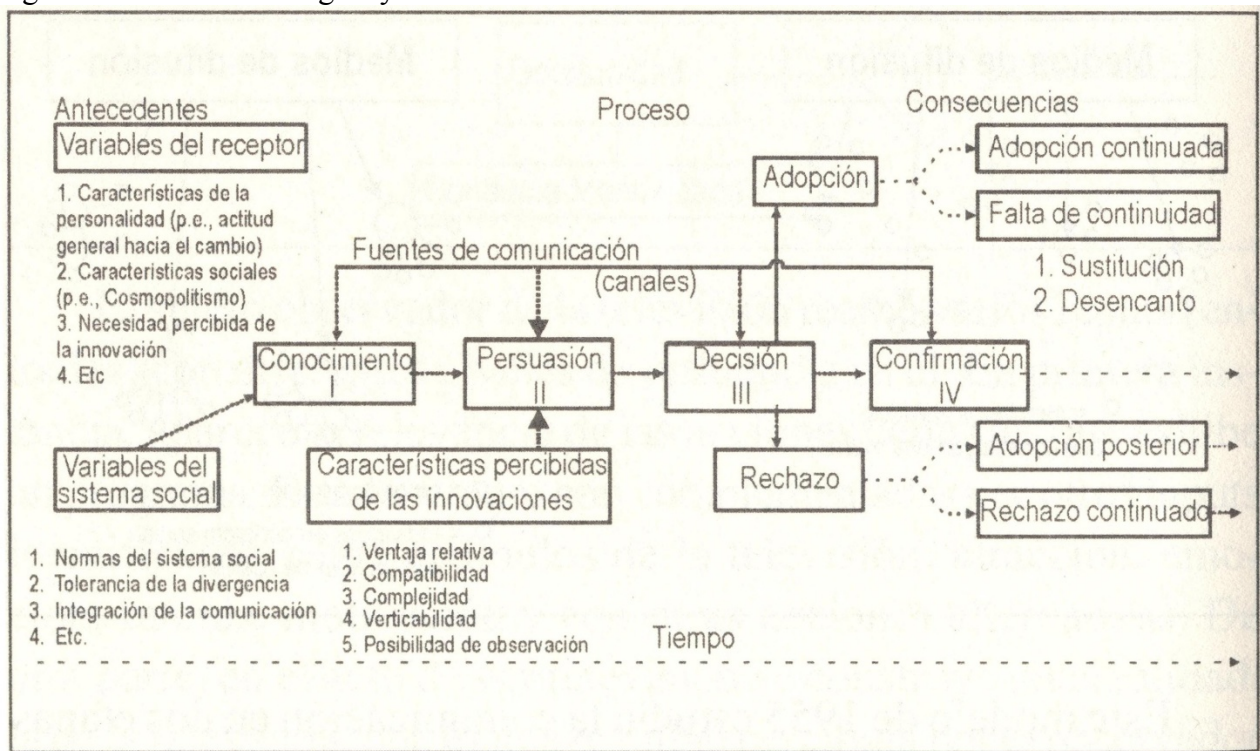 Antecedentes
Variables del receptor
1. Características de la
personalidad (p.e., actitud
general hacia el cambio)
2. Caracteristicas sociales
(p.e., Cosmopolitismo)
3. Necesidad percibida de
la innovación
4. Etc
Variables del
sistema social
1. Normas del sistema social
2. Tolerancia de la divergencia
3. Integración de la comunicación
4. Etc.
Proceso
Fuentes de comunicación
(canales)
Conocimiento
I
Persuasión
II
Decisión
III
Confirmación
IV
Características percibidas
de las innovaciones
1. Ventaja relativa
2. Compatibilidad
3. Complejidad
4. Verticabilidad
5. Posibilidad de observación
Adopción
Rechazo
Consecuencias
Adopción continuada
Falta de continuidad
1. Sustitución
2. Desencanto
Adopción posterior
Rechazo continuado
Tiempo